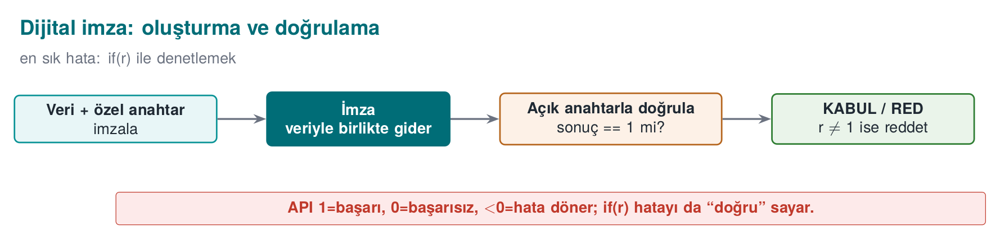 Dijital imza: oluşturma ve doğrulama
en sık hata: if(r) ile denetlemek
Veri + özel anahtar
imzala
İmza
veriyle birlikte gider
Açık anahtarla doğrula
sonuç == 1 mi?
KABUL / RED
r ≠ 1 ise reddet
API 1=başarı, 0=başarısız, <0=hata döner; if(r) hatayı da “doğru” sayar.